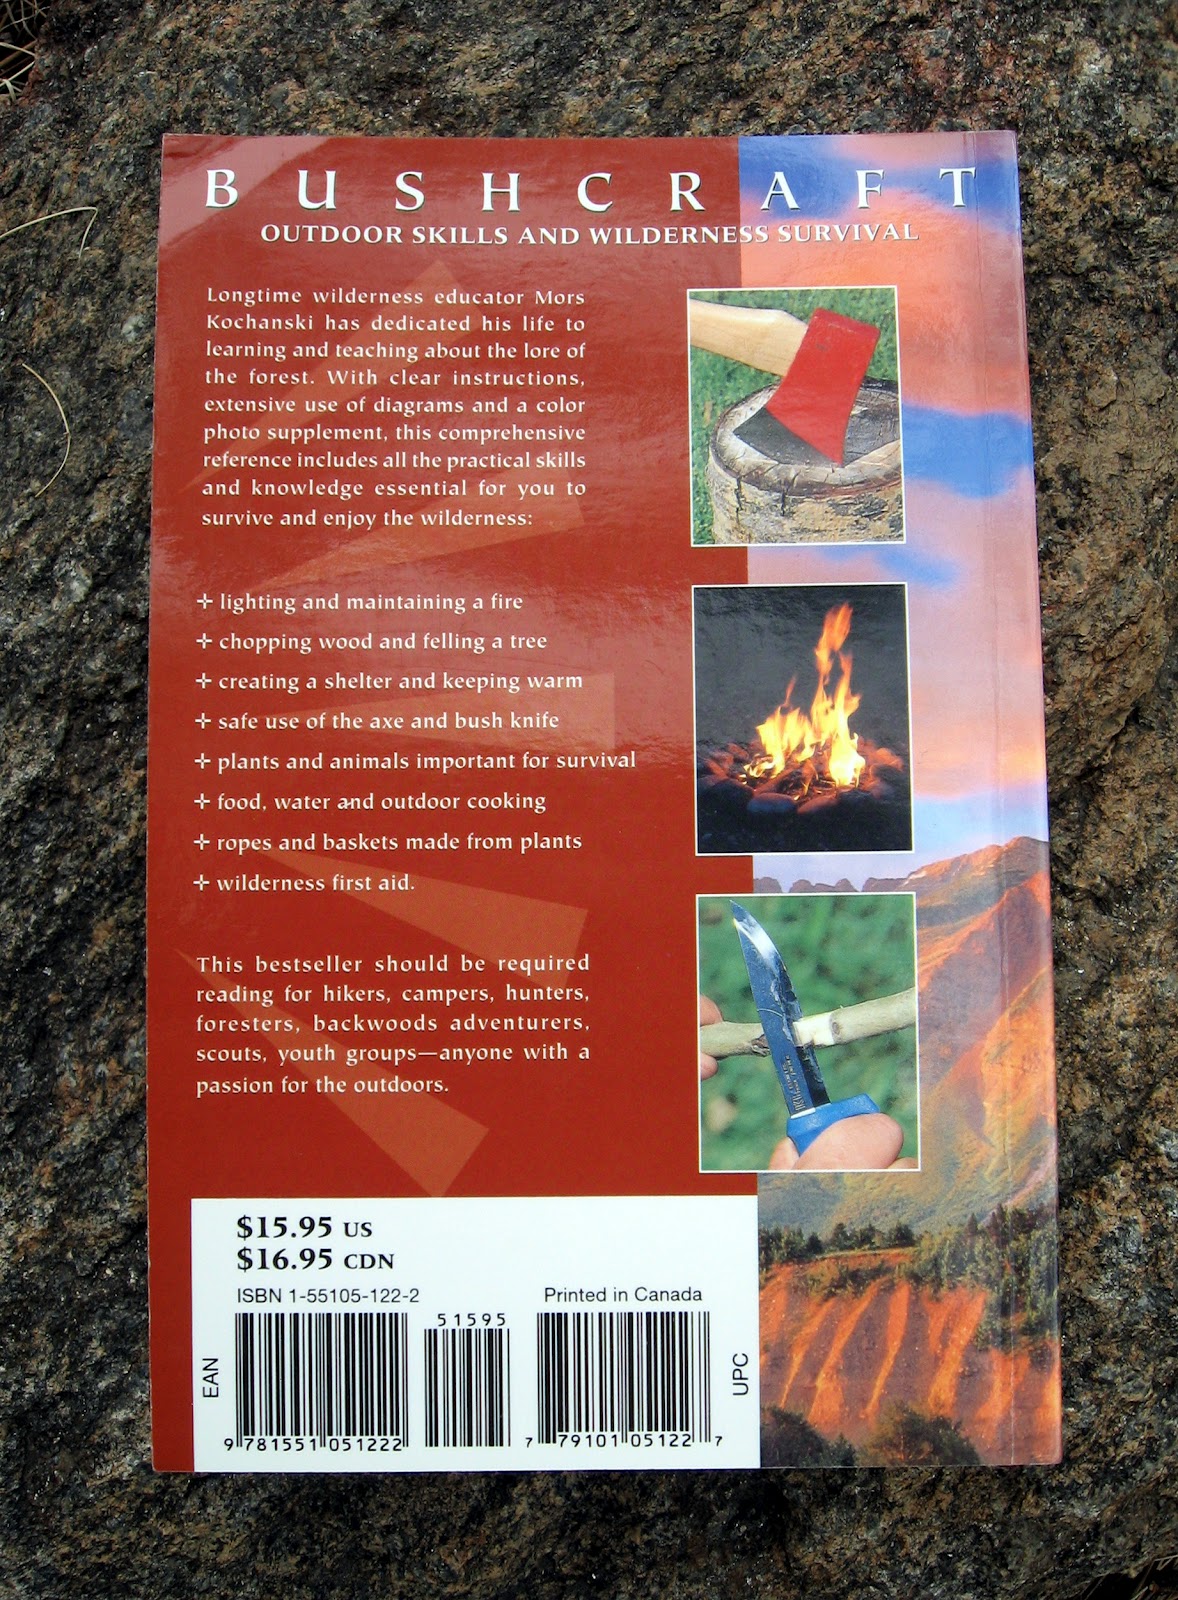 BUSHCRAFT
OUTDOOR SKILLS AND WILDERNESS SURVIVAL
Longtime wilderness educator Mors
Kochanski has dedicated his life to
learning and teaching about the lore of
the forest. With clear instructions,
extensive use of diagrams and a color
photo supplement, this comprehensive
reference includes all the practical skills
and knowledge essential for you to
survive and enjoy the wilderness:
✛ lighting and maintaining a fire
✛ chopping wood and felling a tree
✛ creating a shelter and keeping warm
✛ safe use of the axe and bush knife
✛ plants and animals important for survival
✛ food, water and outdoor cooking
✛ ropes and baskets made from plants
✛ wilderness first aid.
This bestseller should be required
reading for hikers, campers, hunters,
foresters, backwoods adventurers,
scouts, youth groups—anyone with a
passion for the outdoors.
$15.95 US
$16.95 CDN
ISBN 1-55105-122-2
Printed in Canada
51595
EAN
UPC
9 781551 051222
7 79101 05122 7